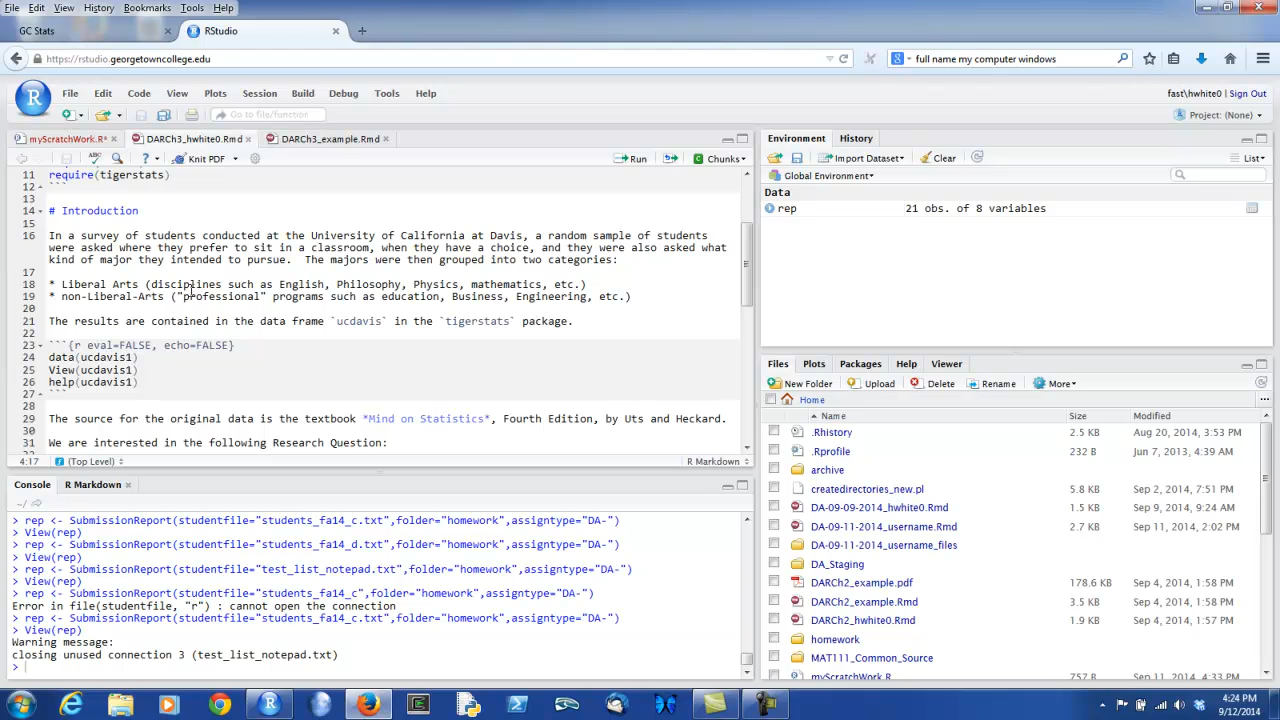 File Edit View History Bookmarks Tools Help
GC Stats × RStudio × +
https://rstudio.georgetowncollege.edu
full name my computer windows
R File Edit Code View Plots Session Build Debug Tools Help fast\hwhite0 Sign Out
Go to file/function Project: (None)
myScratchWork.R* × DARCh3_hwhite0.Rmd × DARCh3_example.Rmd ×
ABC ? Knit PDF Run Chunks
11 require(tigerstats)
12 ```
13
14 # Introduction
15
16 In a survey of students conducted at the University of California at Davis, a random sample of students
were asked where they prefer to sit in a classroom, when they have a choice, and they were also asked what
kind of major they intended to pursue.  The majors were then grouped into two categories:
17
18 * Liberal Arts (disciplines such as English, Philosophy, Physics, mathematics, etc.)
19 * non-Liberal-Arts ("professional" programs such as education, Business, Engineering, etc.)
20
21 The results are contained in the data frame `ucdavis` in the `tigerstats` package.
22
23 ```{r eval=FALSE, echo=FALSE}
24 data(ucdavis1)
25 View(ucdavis1)
26 help(ucdavis1)
27 ```
28
29 The source for the original data is the textbook *Mind on Statistics*, Fourth Edition, by Uts and Heckard.
30
31 We are interested in the following Research Question:
4:17 (Top Level) R Markdown
Console R Markdown ×
~/
> rep <- SubmissionReport(studentfile="students_fa14_c.txt",folder="homework",assigntype="DA-")
> View(rep)
> rep <- SubmissionReport(studentfile="students_fa14_d.txt",folder="homework",assigntype="DA-")
> View(rep)
> rep <- SubmissionReport(studentfile="test_list_notepad.txt",folder="homework",assigntype="DA-")
> View(rep)
> rep <- SubmissionReport(studentfile="students_fa14_c",folder="homework",assigntype="DA-")
Error in file(studentfile, "r") : cannot open the connection
> rep <- SubmissionReport(studentfile="students_fa14_c.txt",folder="homework",assigntype="DA-")
> View(rep)
Warning message:
closing unused connection 3 (test_list_notepad.txt)
>
Environment History
Import Dataset Clear List
Global Environment
Data
rep 21 obs. of 8 variables
Files Plots Packages Help Viewer
New Folder Upload Delete Rename More
Home ...
Name Size Modified
.Rhistory 2.5 KB Aug 20, 2014, 3:53 PM
.Rprofile 232 B Jun 7, 2013, 4:39 AM
archive
createdirectories_new.pl 5.8 KB Sep 2, 2014, 7:51 PM
DA-09-09-2014_hwhite0.Rmd 1.5 KB Sep 9, 2014, 9:24 AM
DA-09-11-2014_username.Rmd 2.7 KB Sep 11, 2014, 2:02 PM
DA-09-11-2014_username_files
DA_Staging
DARCh2_example.pdf 178.6 KB Sep 4, 2014, 1:58 PM
DARCh2_example.Rmd 3.5 KB Sep 4, 2014, 1:58 PM
DARCh2_hwhite0.Rmd 1.9 KB Sep 4, 2014, 1:57 PM
homework
MAT111_Common_Source
myScratchWork.R 757 B
4:24 PM
9/12/2014